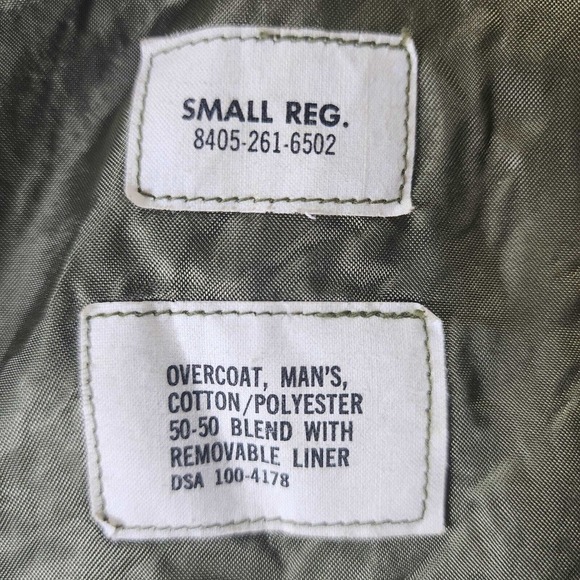 SMALL REG.
8405-261-6502
OVERCOAT, MAN'S,
COTTON/POLYESTER
50-50 BLEND WITH
REMOVABLE LINER
DSA 100-4178